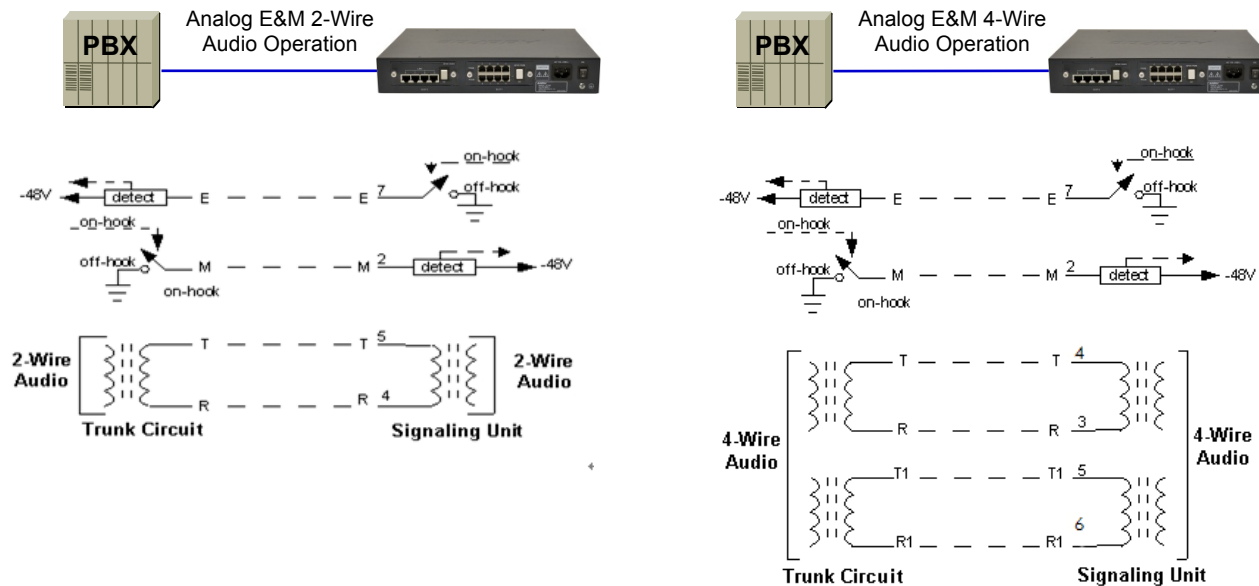 Analog E&M 2-Wire
Audio Operation
PBX
on-hook
-48V
detect
E
E
7
off-hook
on-hook
off-hook
M
M
2
detect
-48V
on-hook
2-Wire
Audio
T
T
5
R
R
4
2-Wire
Audio
Trunk Circuit
Signaling Unit
Analog E&M 4-Wire
Audio Operation
PBX
on-hook
-48V
detect
E
E
7
off-hook
on-hook
off-hook
M
M
2
detect
-48V
on-hook
4-Wire
Audio
T
T
4
R
R
3
T1
T1
5
R1
R1
6
4-Wire
Audio
Trunk Circuit
Signaling Unit